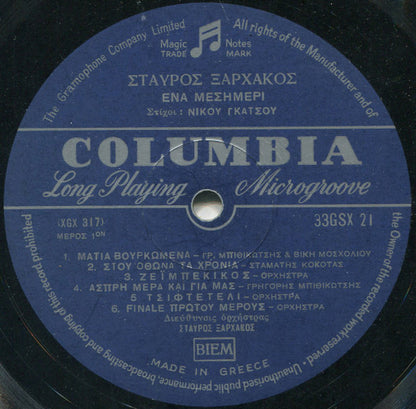 The Gramophone Company Limited
All rights of the Manufacturer and of
the Owner of the recorded work reserved -
Unauthorised public performance, broadcasting and copying of this record prohibited
Magic Notes
TRADE MARK
ΣΤΑΥΡΟΣ ΞΑΡΧΑΚΟΣ
ΕΝΑ ΜΕΣΗΜΕΡΙ
Στίχοι : ΝΙΚΟΥ ΓΚΑΤΣΟΥ
COLUMBIA
Long Playing Microgroove
(XGX 317) 33GSX 21
ΜΕΡΟΣ 1ΟΝ
1. ΜΑΤΙΑ ΒΟΥΡΚΩΜΕΝΑ – ΓΡ. ΜΠΙΘΙΚΩΤΣΗΣ & ΒΙΚΗ ΜΟΣΧΟΛΙΟΥ
2. ΣΤΟΥ ΟΘΩΝΑ ΤΑ ΧΡΟΝΙΑ – ΣΤΑΜΑΤΗΣ ΚΟΚΟΤΑΣ
3. ΖΕΪΜΠΕΚΙΚΟΣ – ΟΡΧΗΣΤΡΑ
4. ΑΣΠΡΗ ΜΕΡΑ ΚΑΙ ΓΙΑ ΜΑΣ – ΓΡΗΓΟΡΗΣ ΜΠΙΘΙΚΩΤΣΗΣ
5. ΤΣΙΦΤΕΤΕΛΙ – ΟΡΧΗΣΤΡΑ
6. FINALE ΠΡΩΤΟΥ ΜΕΡΟΥΣ – ΟΡΧΗΣΤΡΑ
Διεύθυνσις ὀρχήστρας
ΣΤΑΥΡΟΣ ΞΑΡΧΑΚΟΣ
BIEM
MADE IN GREECE